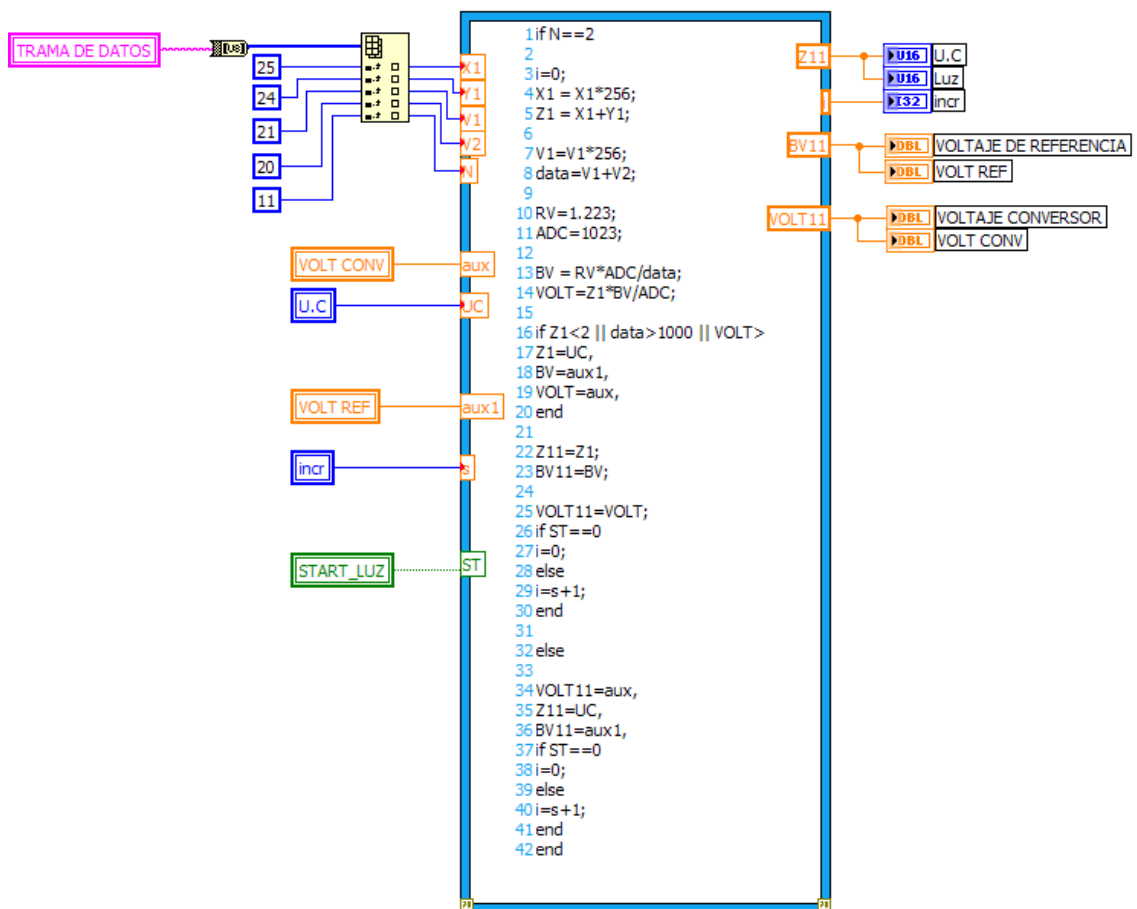 TRAMA DE DATOS
[U8]
25
24
21
20
11
VOLT CONV
U.C
VOLT REF
incr
START_LUZ
X1
Y1
V1
V2
N
aux
UC
aux1
s
ST
1 if N==2
2
3 i=0;
4 X1 = X1*256;
5 Z1 = X1+Y1;
6
7 V1=V1*256;
8 data=V1+V2;
9
10 RV=1.223;
11 ADC=1023;
12
13 BV = RV*ADC/data;
14 VOLT=Z1*BV/ADC;
15
16 if Z1<2 || data>1000 || VOLT>
17 Z1=UC,
18 BV=aux1,
19 VOLT=aux,
20 end
21
22 Z11=Z1;
23 BV11=BV;
24
25 VOLT11=VOLT;
26 if ST==0
27 i=0;
28 else
29 i=s+1;
30 end
31
32 else
33
34 VOLT11=aux,
35 Z11=UC,
36 BV11=aux1,
37 if ST==0
38 i=0;
39 else
40 i=s+1;
41 end
42 end
Z11
i
BV11
VOLT11
U16 U.C
U16 Luz
I32 incr
DBL VOLTAJE DE REFERENCIA
DBL VOLT REF
DBL VOLTAJE CONVERSOR
DBL VOLT CONV